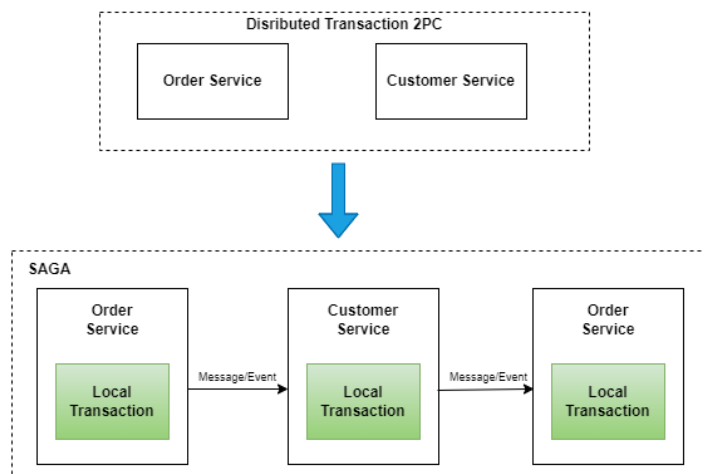 Disributed Transaction 2PC
Order Service
Customer Service
SAGA
Order
Service
Local
Transaction
Message/Event
Customer
Service
Local
Transaction
Message/Event
Order
Service
Local
Transaction